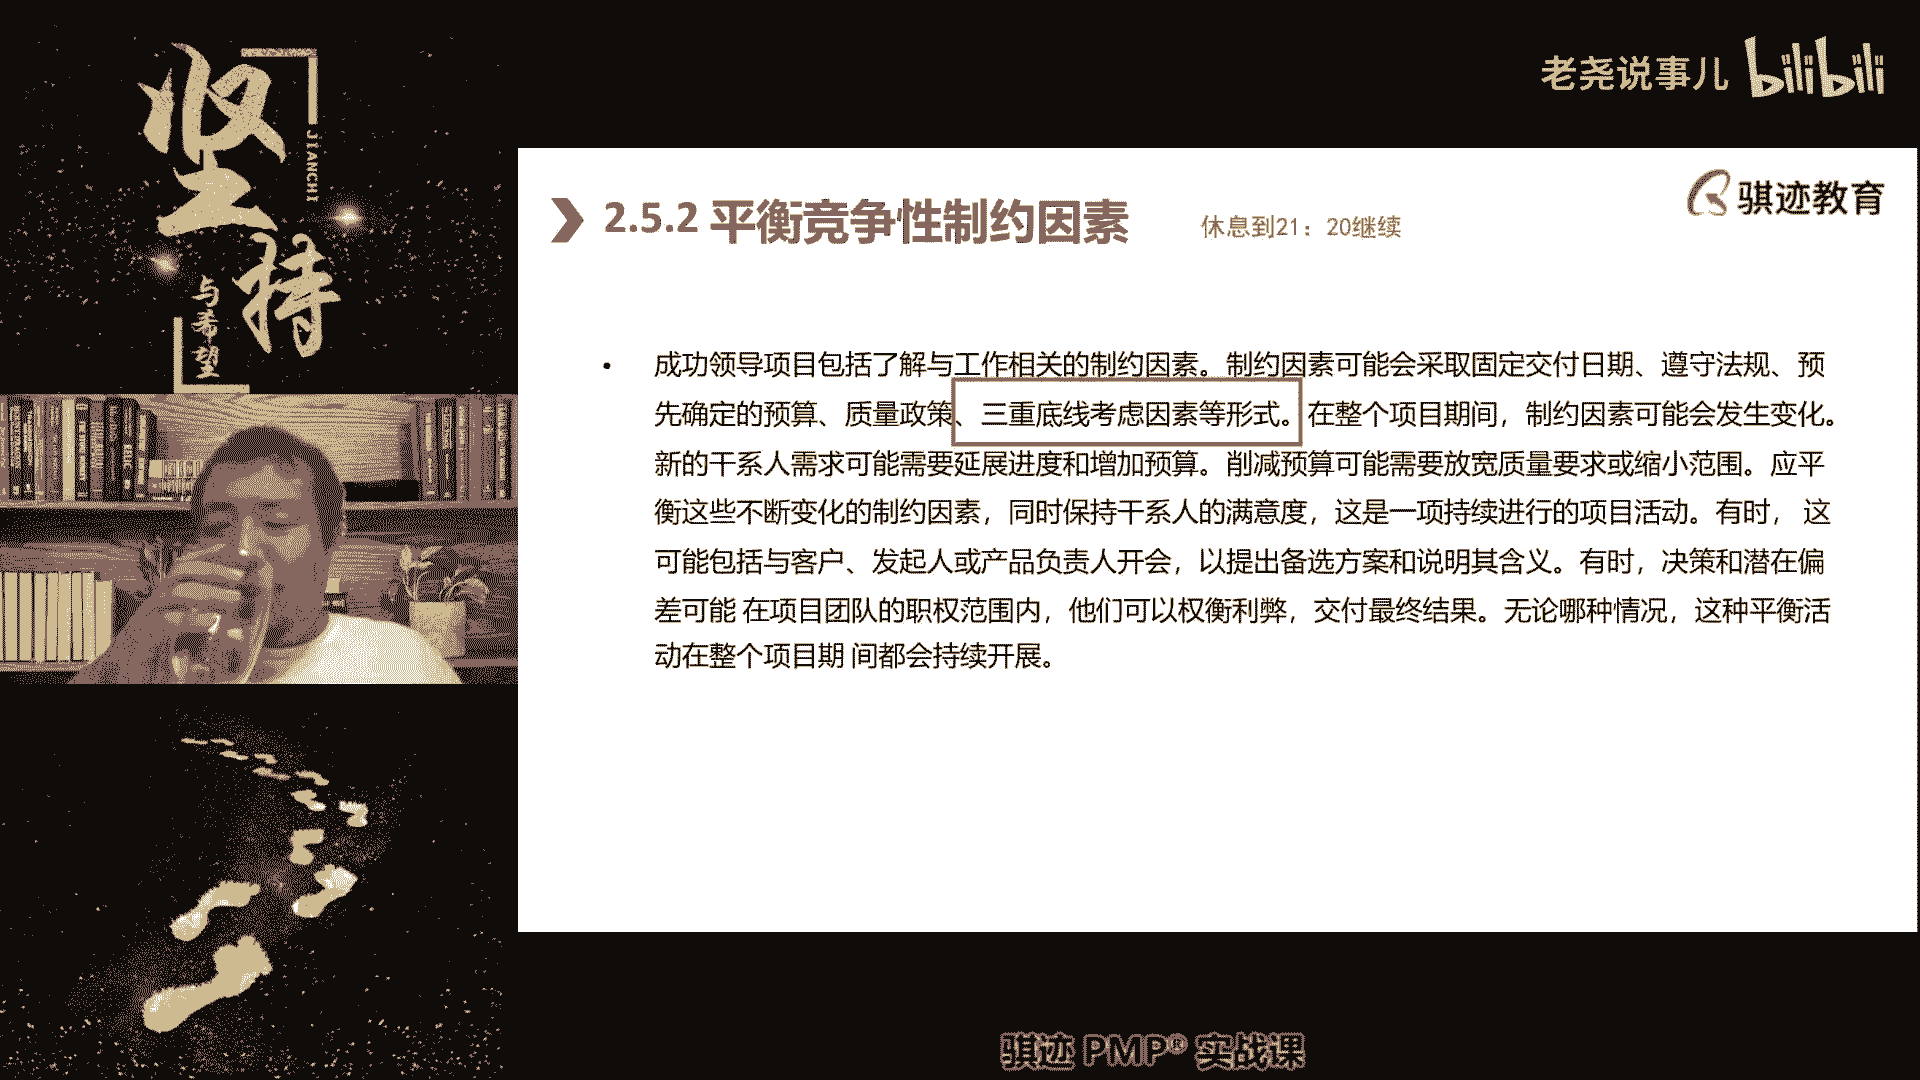 坚持
JIANCHI
与希望
老尧说事儿 bilibili
骐迹教育
2.5.2 平衡竞争性制约因素
休息到21：20继续
• 成功领导项目包括了解与工作相关的制约因素。制约因素可能会采取固定交付日期、遵守法规、预
先确定的预算、质量政策、三重底线考虑因素等形式。在整个项目期间，制约因素可能会发生变化。
新的干系人需求可能需要延展进度和增加预算。削减预算可能需要放宽质量要求或缩小范围。应平
衡这些不断变化的制约因素，同时保持干系人的满意度，这是一项持续进行的项目活动。有时， 这
可能包括与客户、发起人或产品负责人开会，以提出备选方案和说明其含义。有时，决策和潜在偏
差可能 在项目团队的职权范围内，他们可以权衡利弊，交付最终结果。无论哪种情况，这种平衡活
动在整个项目期 间都会持续开展。
骐迹 PMP® 实战课